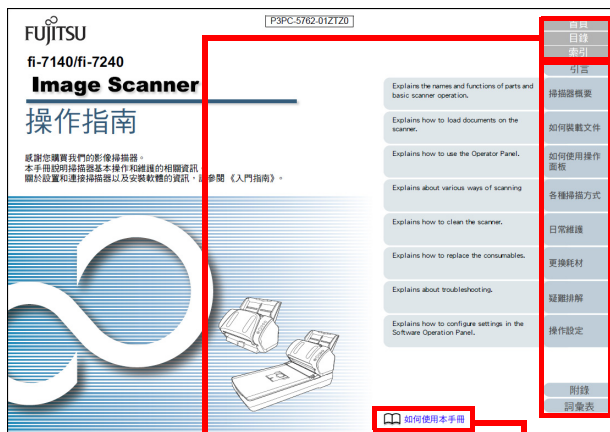 P3PC-5762-01ZTZ0
FUJITSU
fi-7140/fi-7240
Image Scanner
操作指南
感謝您購買我們的影像掃描器。
本手冊說明掃描器基本操作和維護的相關資訊
關於設置和連接掃描器以及安裝軟體的資訊，請參閱《入門指南》。
首頁
目錄
索引
引言
Explains the names and functions of parts and
basic scanner operation.
掃描器概要
Explains how to load documents on the
scanner.
如何裝載文件
Explains how to use the Operator Panel.
如何使用操作
面板
Explains about various ways of scanning
各種掃描方式
Explains how to clean the scanner.
日常維護
Explains how to replace the consumables.
更換耗材
Explains about troubleshooting.
疑難排解
Explains how to configure settings in the
Software Operation Panel.
操作設定
附錄
詞彙表
如何使用本手冊